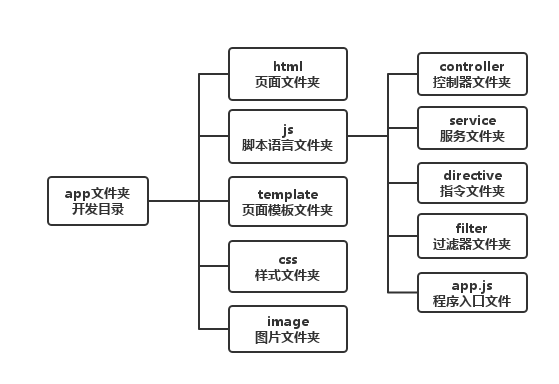 app文件夹
开发目录
html
页面文件夹
js
脚本语言文件夹
template
页面模板文件夹
css
样式文件夹
image
图片文件夹
controller
控制器文件夹
service
服务文件夹
directive
指令文件夹
filter
过滤器文件夹
app.js
程序入口文件